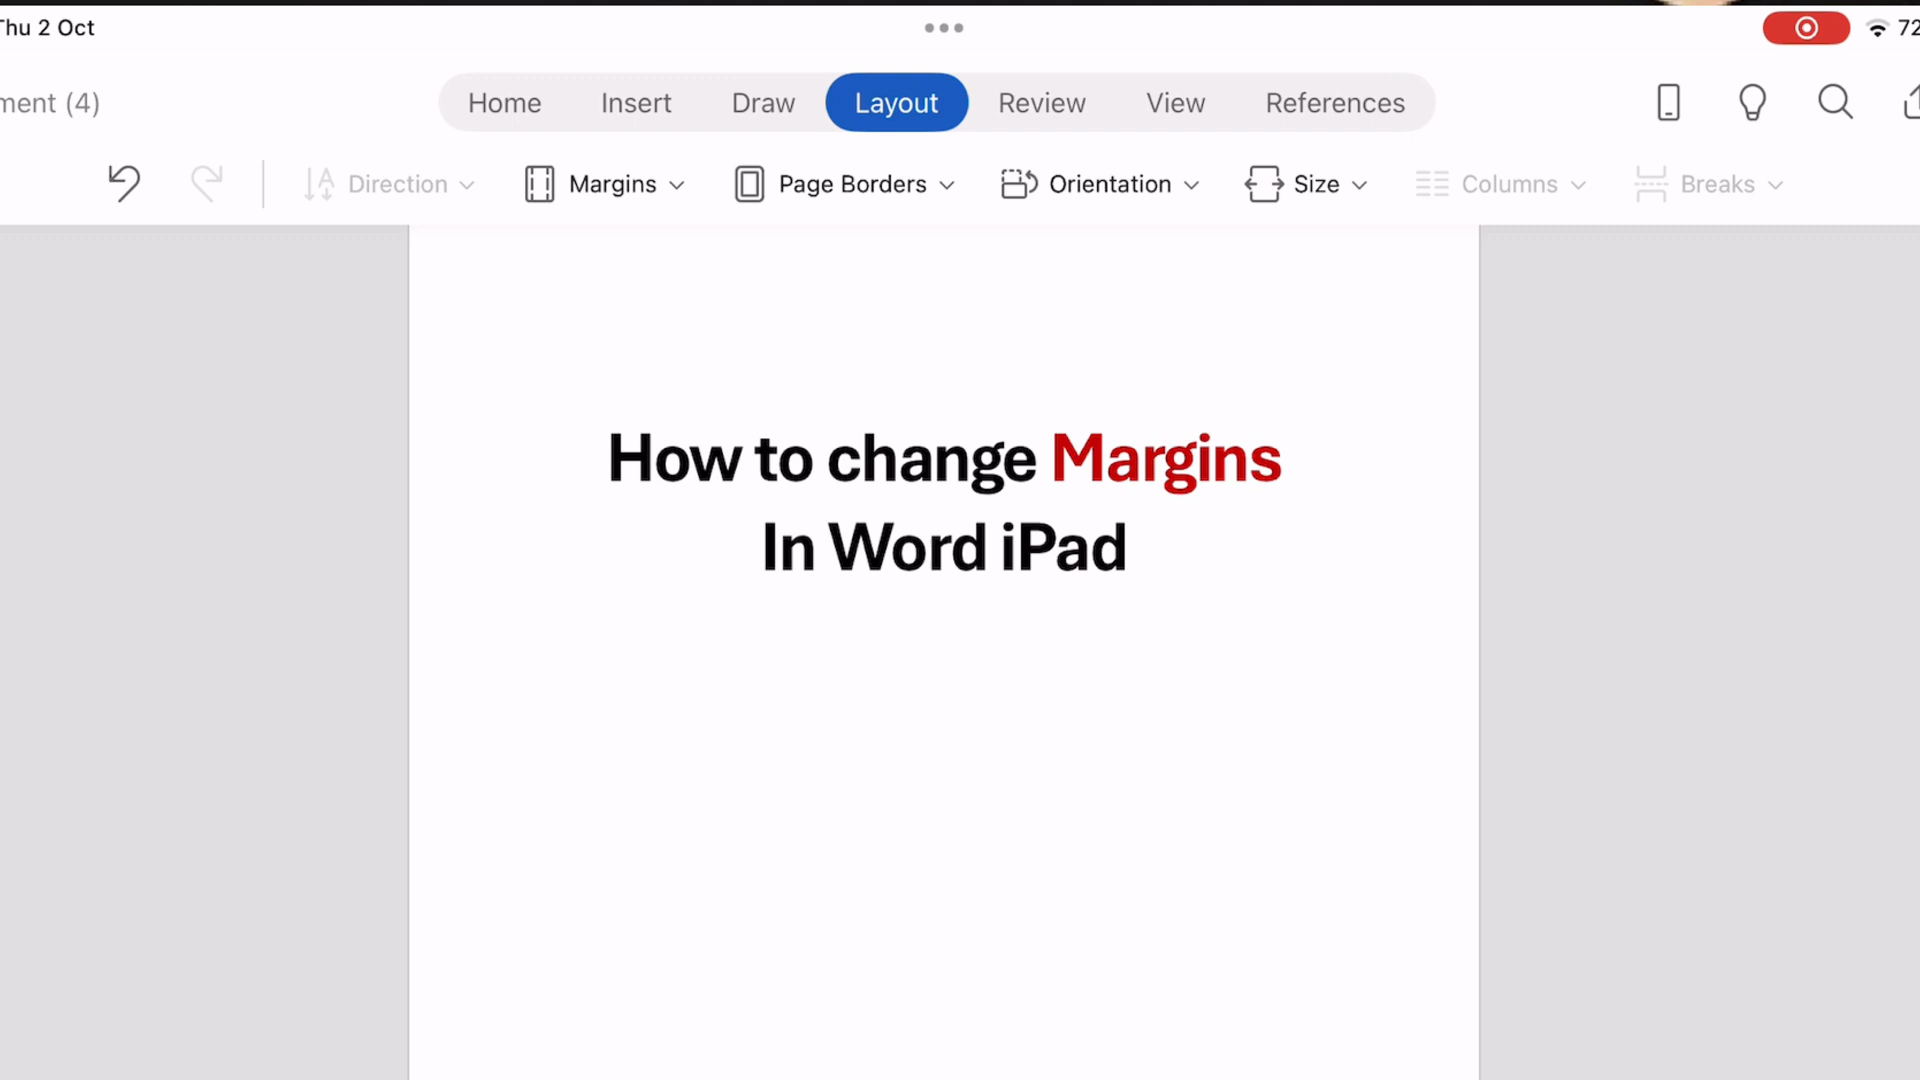 Thu 2 Oct
72
ment (4)
Home Insert Draw Layout Review View References
Direction Margins Page Borders Orientation Size Columns Breaks
How to change Margins
In Word iPad